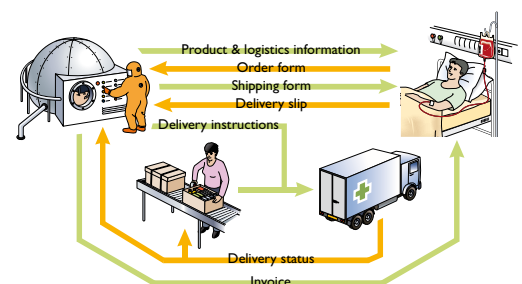 Product & logistics information
Order form
Shipping form
Delivery slip
Delivery instructions
Delivery status
Invoice